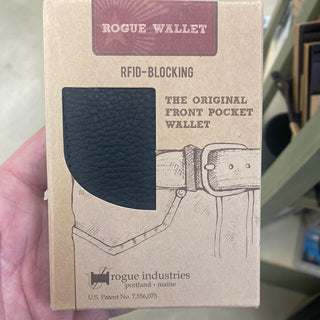 ROGUE WALLET
RFID-BLOCKING
THE ORIGINAL
FRONT POCKET
WALLET
rogue industries
portland • maine
U.S. Patent No. 7,556,073